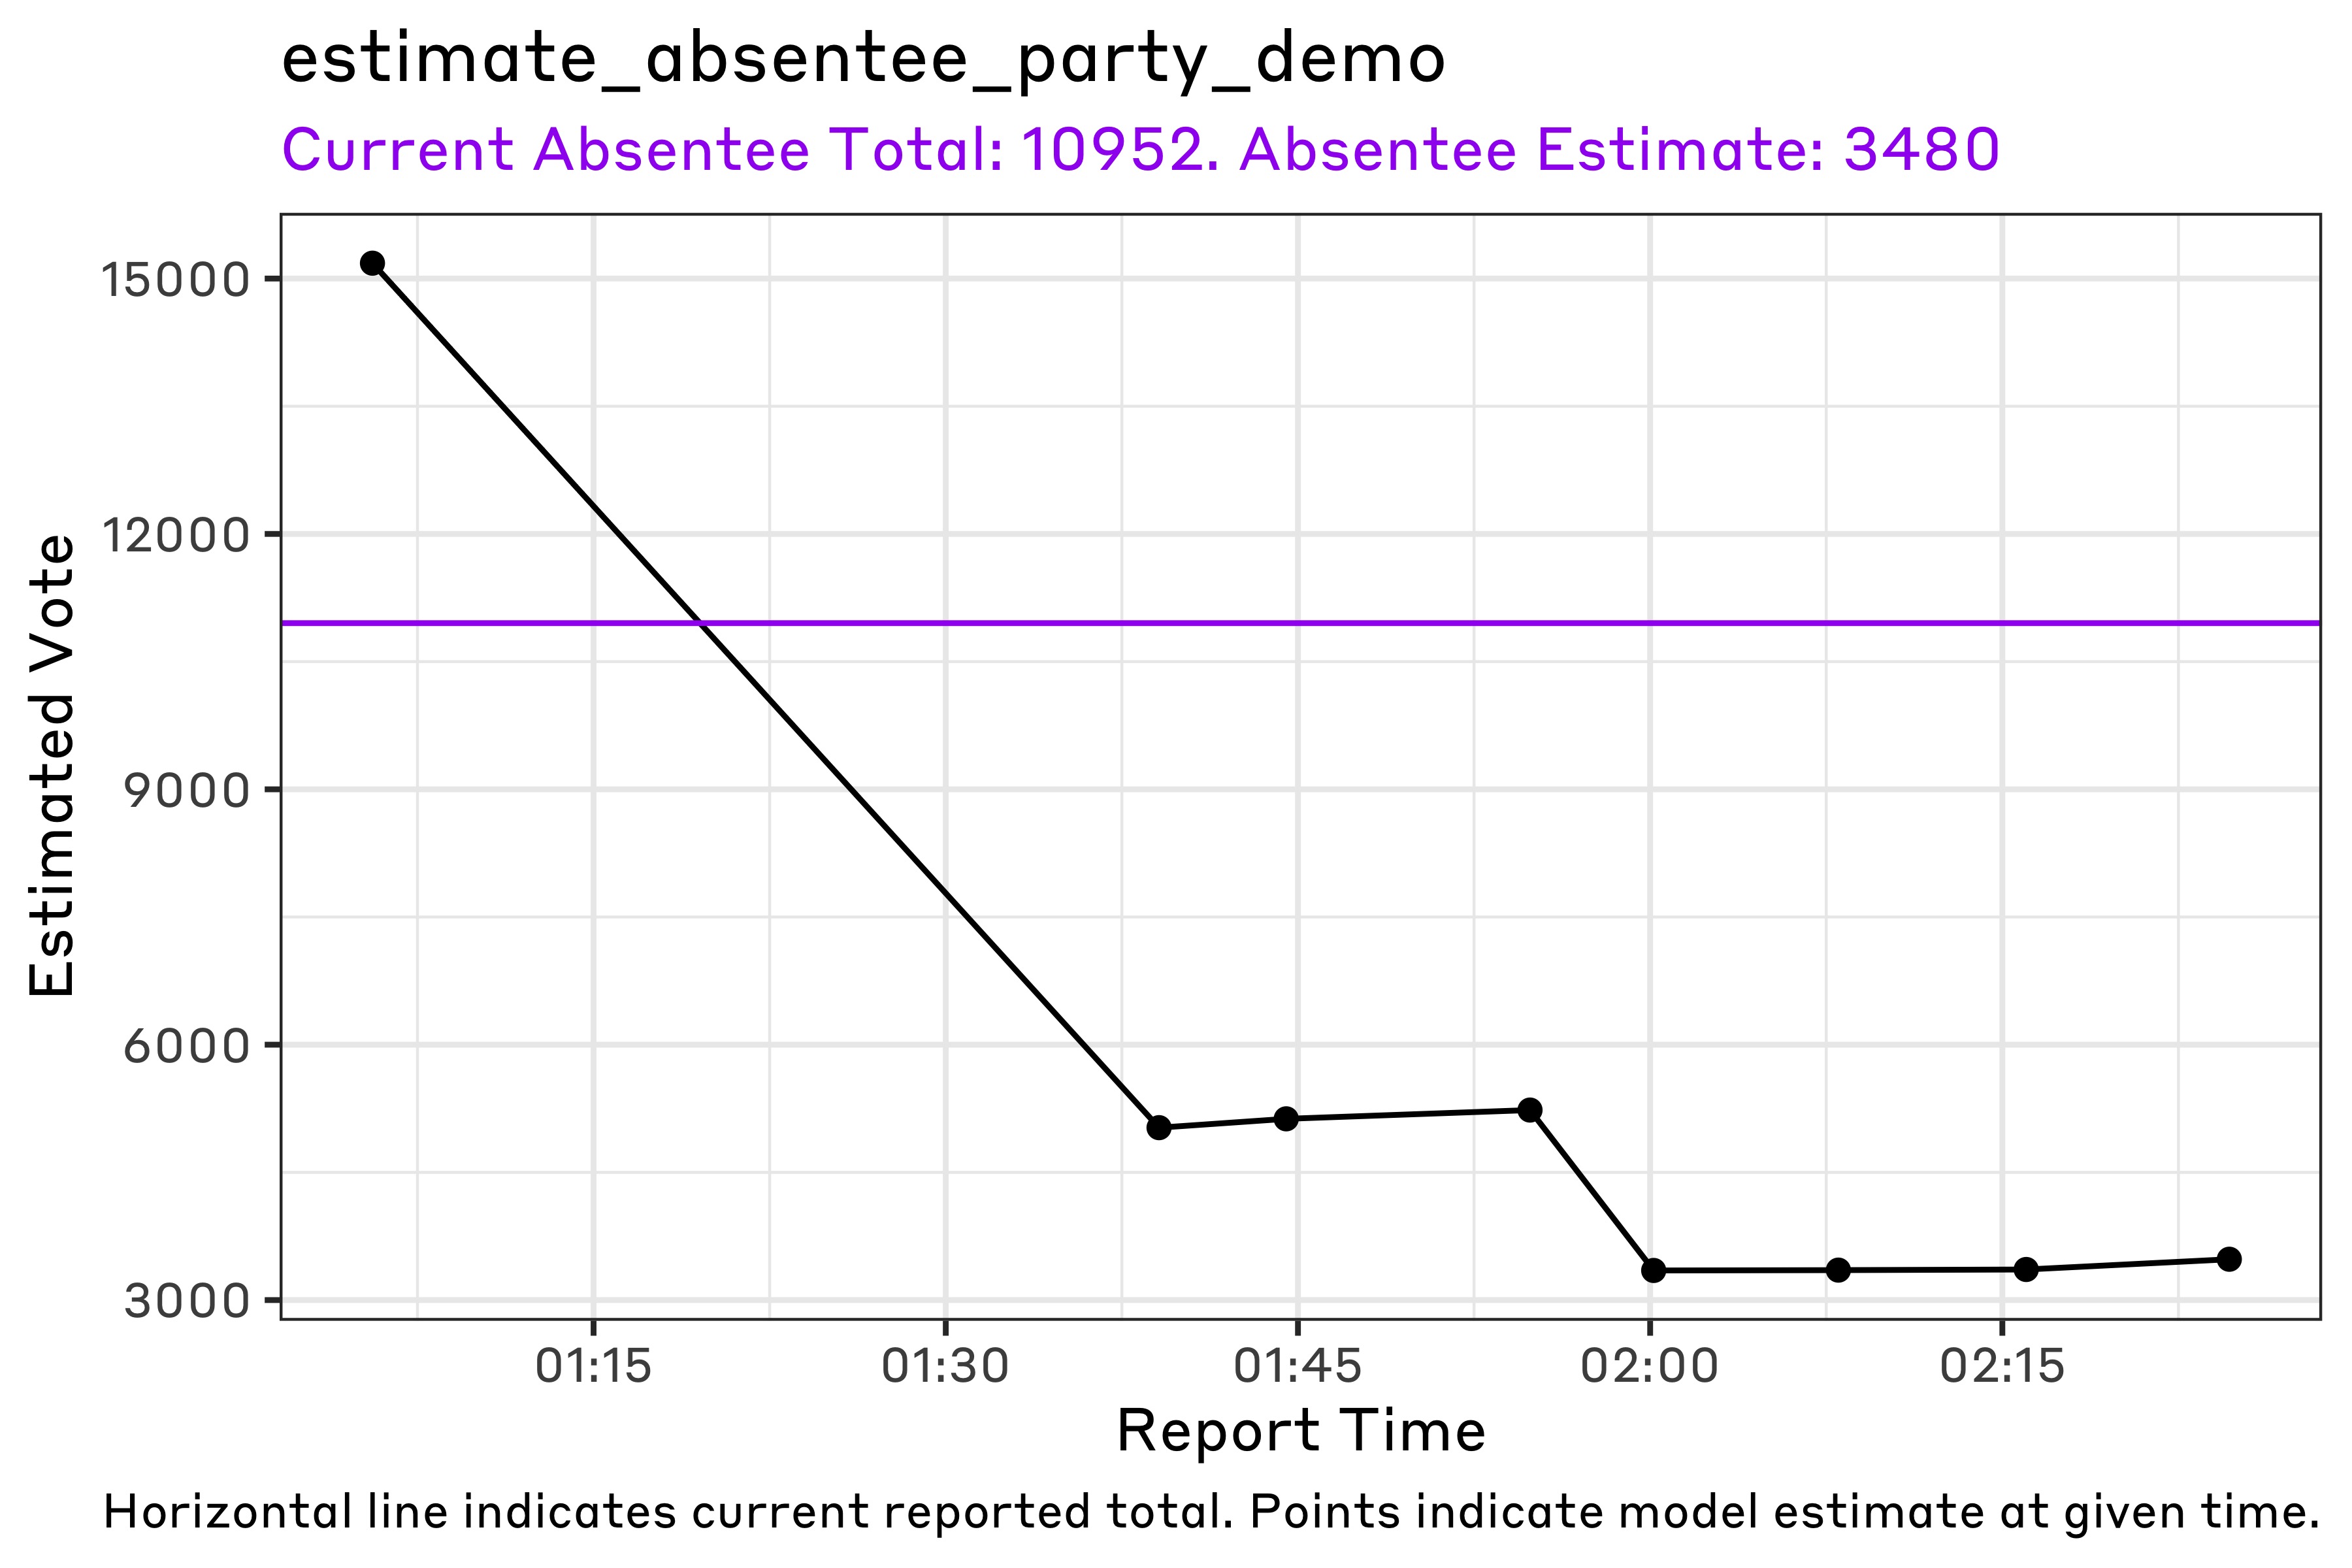 estimate_absentee_party_demo
Current Absentee Total: 10952. Absentee Estimate: 3480
Estimated Vote
15000
12000
9000
6000
3000
01:15 01:30 01:45 02:00 02:15
Report Time
Horizontal line indicates current reported total. Points indicate model estimate at given time.